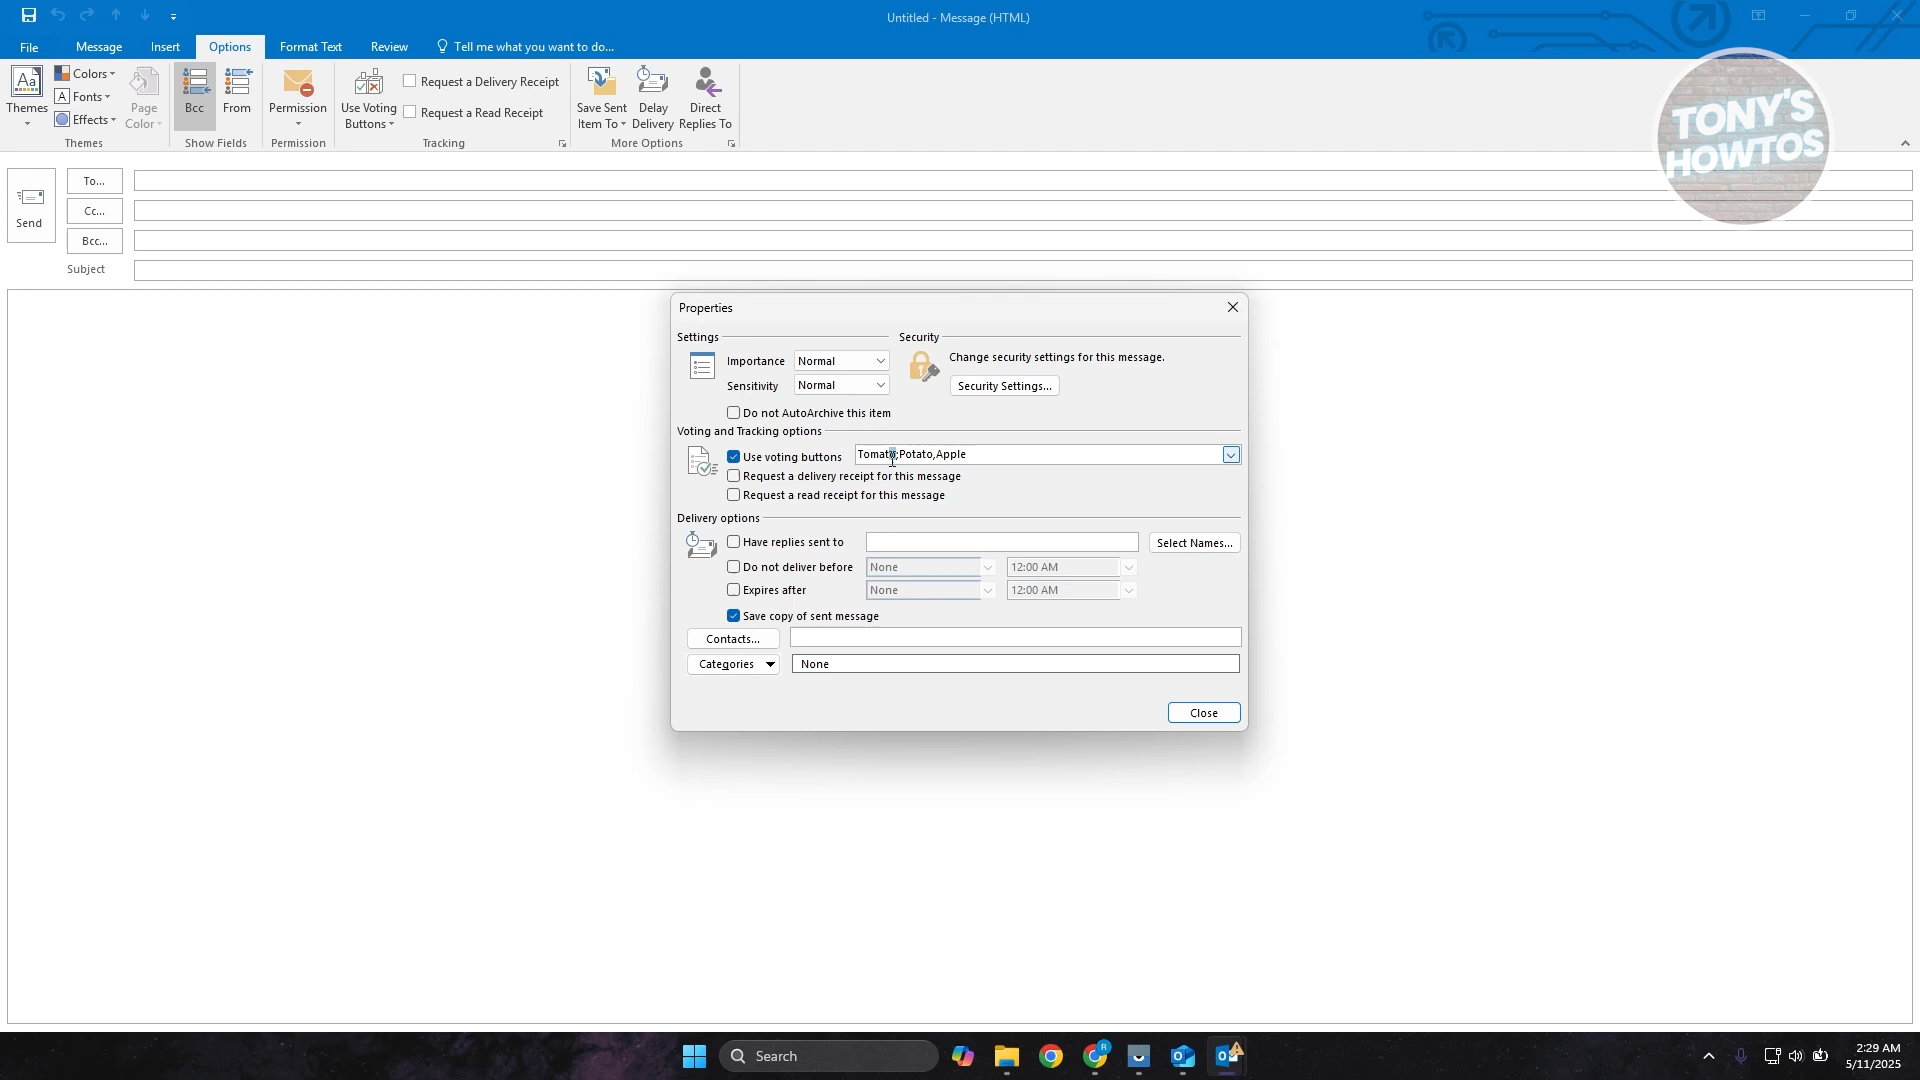 Untitled - Message (HTML)
File Message Insert Options Format Text Review Tell me what you want to do...
Aa Themes
Colors
A Fonts
Effects
Page Color
Themes
Bcc From
Show Fields
Permission
Permission
Use Voting Buttons
Request a Delivery Receipt
Request a Read Receipt
Tracking
Save Sent Item To
Delay Delivery
Direct Replies To
More Options
TONY'S
HOWTOS
Send
To...
Cc...
Bcc...
Subject
Properties
Settings
Importance Normal
Sensitivity Normal
Do not AutoArchive this item
Security
Change security settings for this message.
Security Settings...
Voting and Tracking options
Use voting buttons Tomato;Potato,Apple
Request a delivery receipt for this message
Request a read receipt for this message
Delivery options
Have replies sent to Select Names...
Do not deliver before None 12:00 AM
Expires after None 12:00 AM
Save copy of sent message
Contacts...
Categories None
Close
Search
R
2:29 AM
5/11/2025